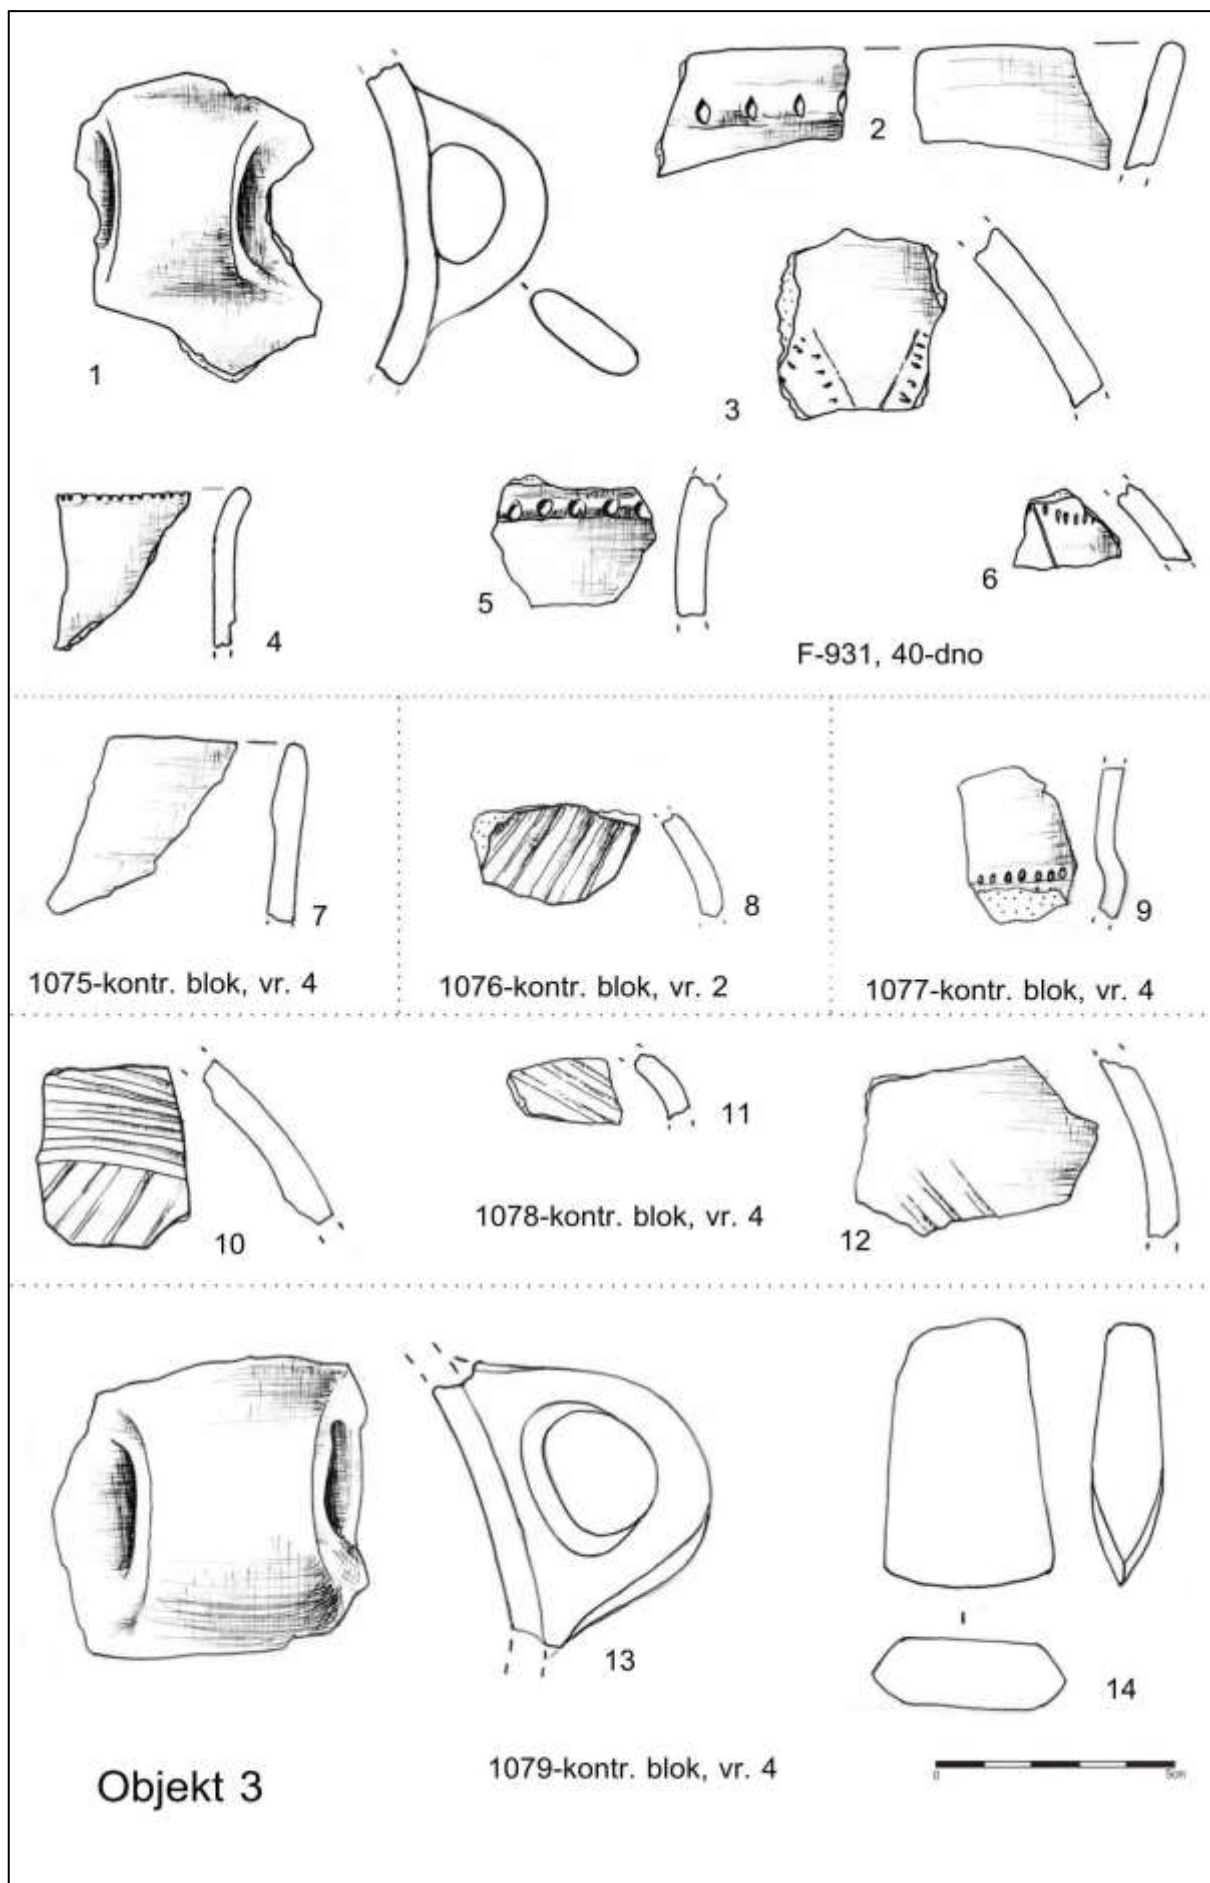 1
2
3
4
5
6
F-931, 40-dno
7
8
9
1075-kontr. blok, vr. 4
1076-kontr. blok, vr. 2
1077-kontr. blok, vr. 4
10
11
12
1078-kontr. blok, vr. 4
13
14
1079-kontr. blok, vr. 4
Objekt 3
0 5cm